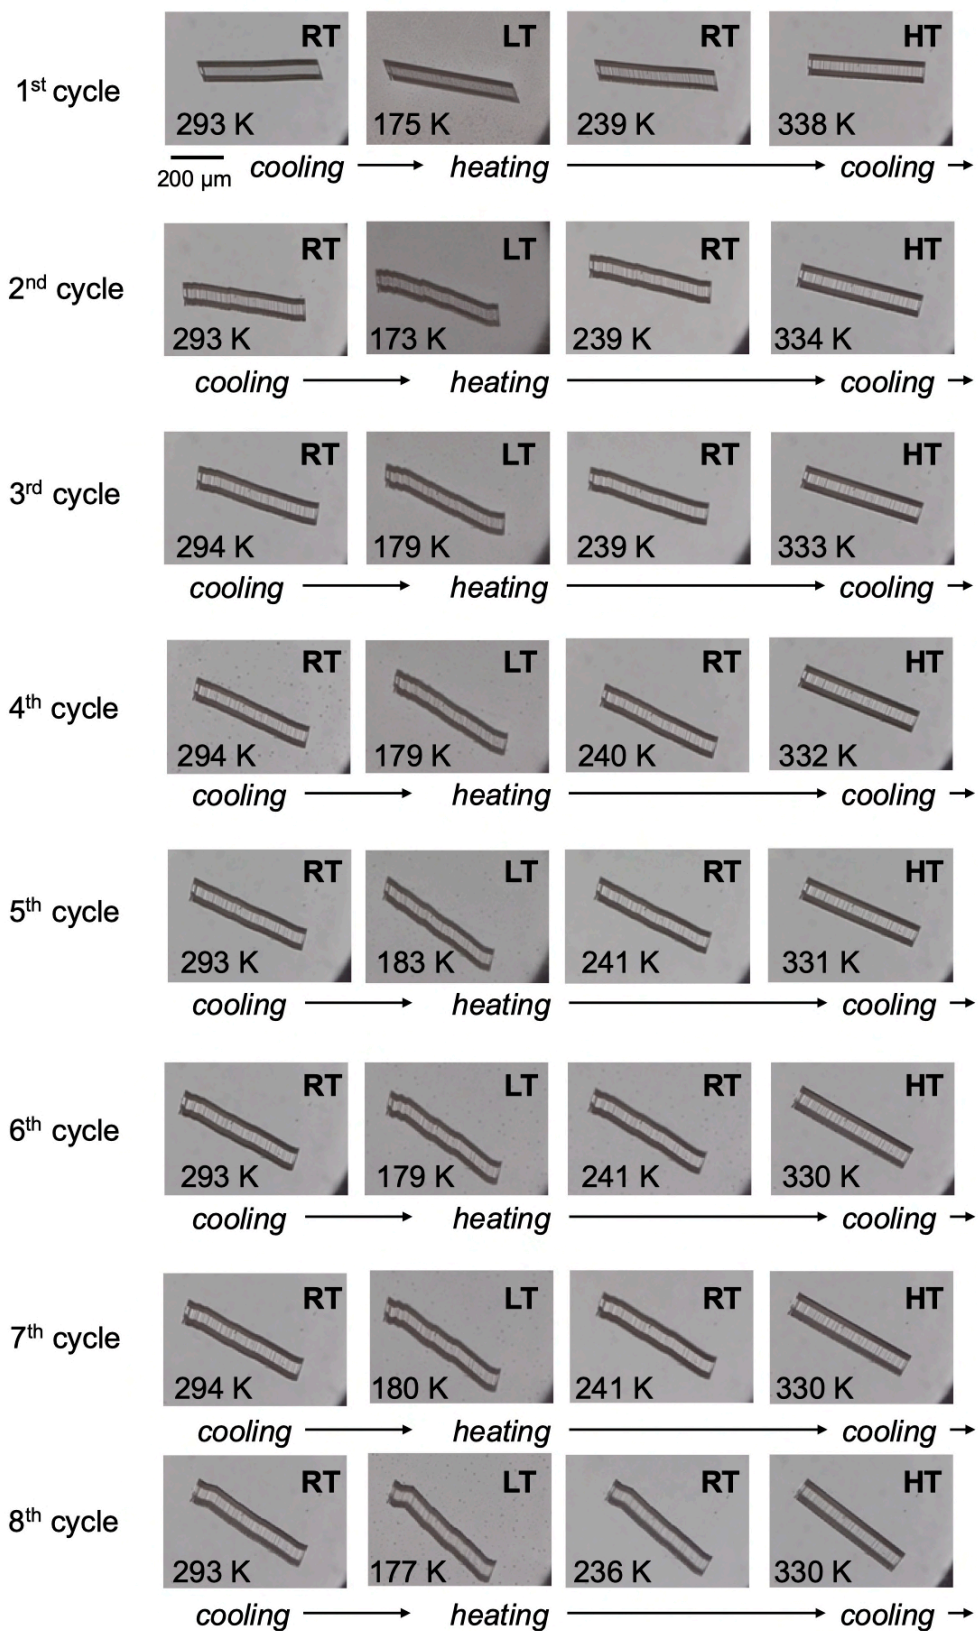 RT LT RT HT
1st cycle
293 K 175 K 239 K 338 K
200 μm cooling heating cooling
RT LT RT HT
2nd cycle
293 K 173 K 239 K 334 K
cooling heating cooling
RT LT RT HT
3rd cycle
294 K 179 K 239 K 333 K
cooling heating cooling
RT LT RT HT
4th cycle
294 K 179 K 240 K 332 K
cooling heating cooling
RT LT RT HT
5th cycle
293 K 183 K 241 K 331 K
cooling heating cooling
RT LT RT HT
6th cycle
293 K 179 K 241 K 330 K
cooling heating cooling
RT LT RT HT
7th cycle
294 K 180 K 241 K 330 K
cooling heating cooling
RT LT RT HT
8th cycle
293 K 177 K 236 K 330 K
cooling heating cooling